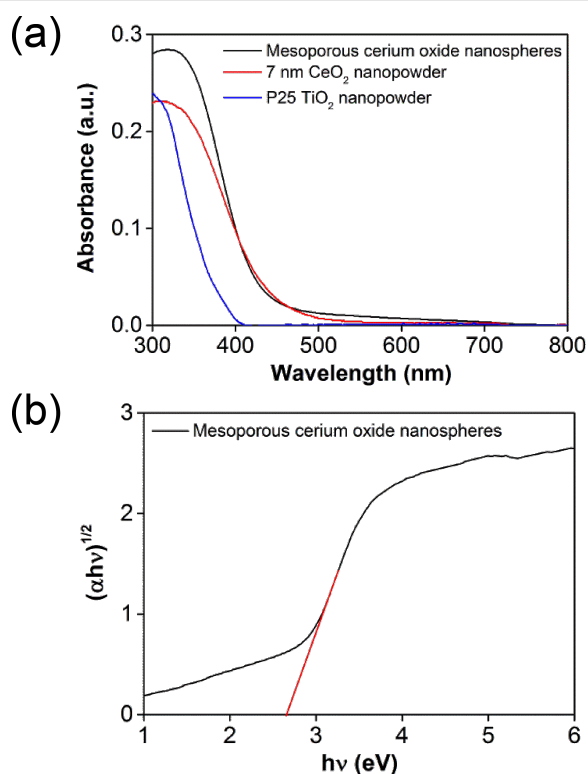 (a)
0.3
0.2
0.1
0.0
Absorbance (a.u.)
Mesoporous cerium oxide nanospheres
7 nm CeO₂ nanopowder
P25 TiO₂ nanopowder
300 400 500 600 700 800
Wavelength (nm)
(b)
3
2
1
0
(αhν)^1/2
Mesoporous cerium oxide nanospheres
1 2 3 4 5 6
hν (eV)